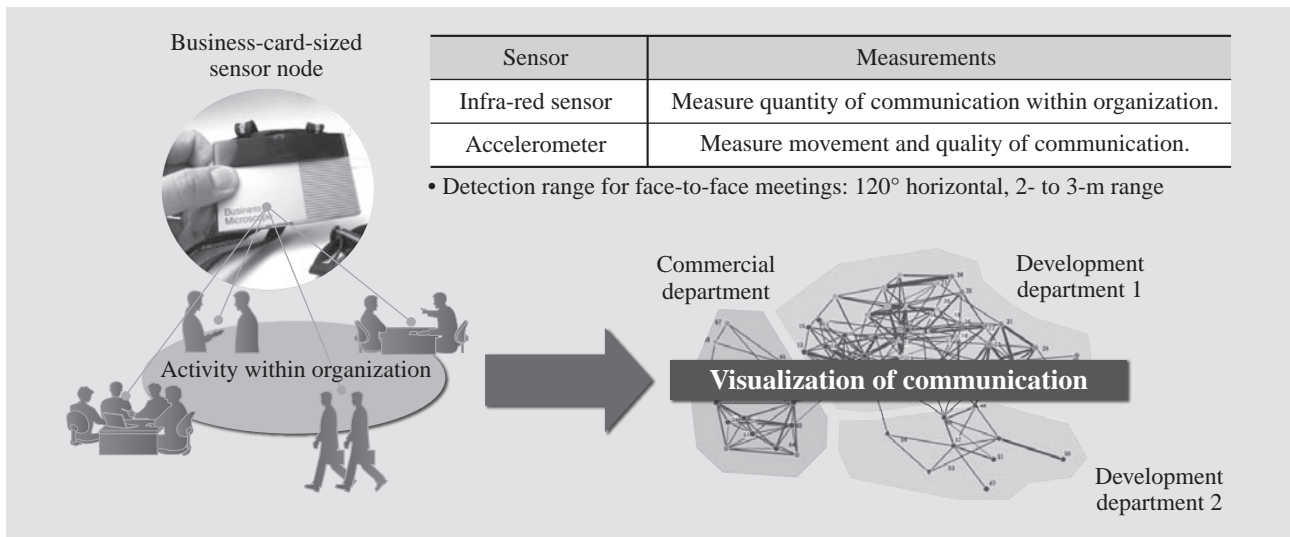 Business-card-sized
sensor node
Sensor
Measurements
Infra-red sensor
Measure quantity of communication within organization.
Accelerometer
Measure movement and quality of communication.
• Detection range for face-to-face meetings: 120° horizontal, 2- to 3-m range
Business
Microscope
Activity within organization
Commercial
department
Development
department 1
Visualization of communication
Development
department 2